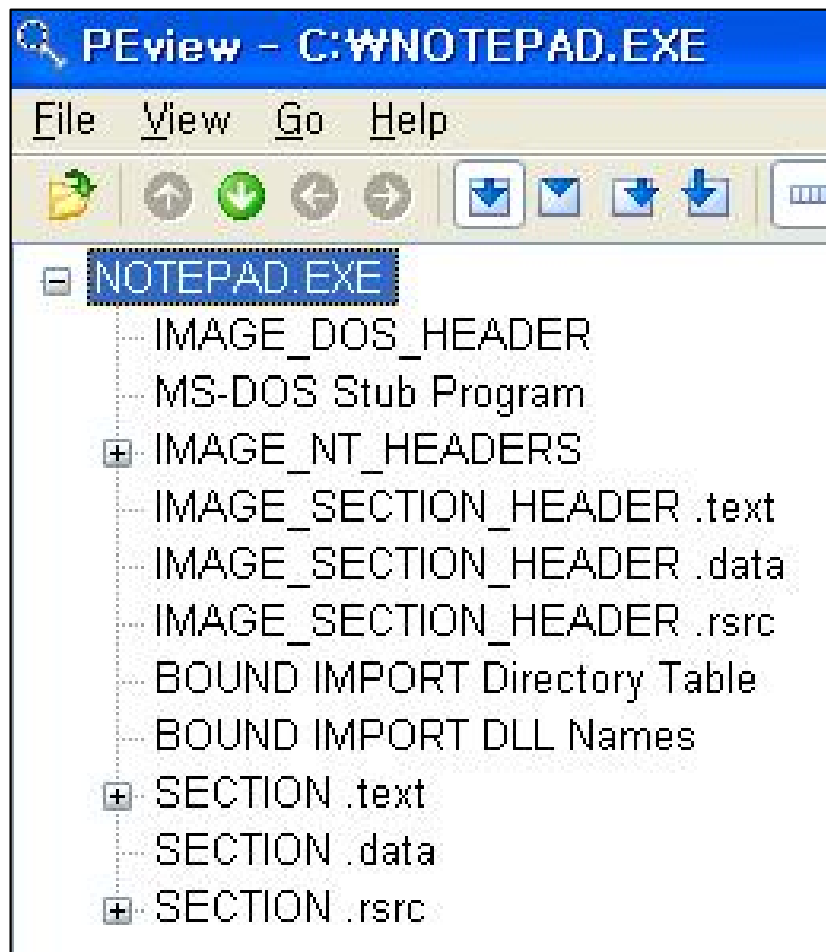 PEview - C:₩NOTEPAD.EXE
File View Go Help
NOTEPAD.EXE
IMAGE_DOS_HEADER
MS-DOS Stub Program
IMAGE_NT_HEADERS
IMAGE_SECTION_HEADER .text
IMAGE_SECTION_HEADER .data
IMAGE_SECTION_HEADER .rsrc
BOUND IMPORT Directory Table
BOUND IMPORT DLL Names
SECTION .text
SECTION .data
SECTION .rsrc